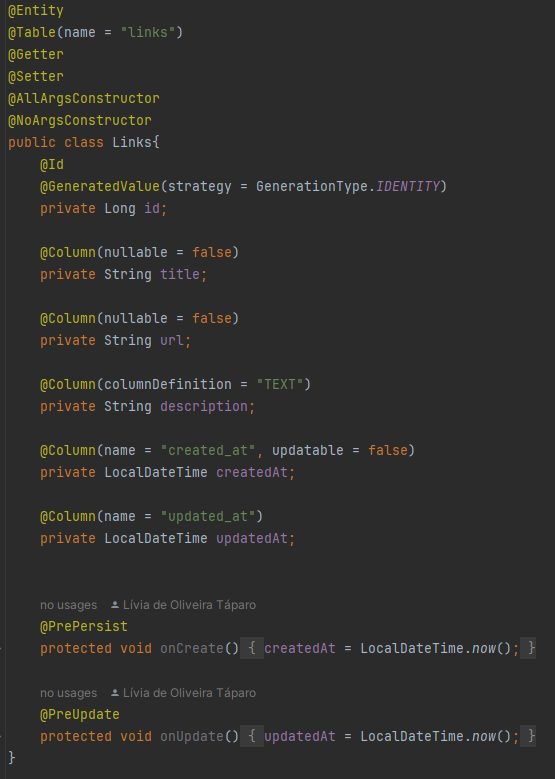 @Entity
@Table(name = "links")
@Getter
@Setter
@AllArgsConstructor
@NoArgsConstructor
public class Links{
@Id
@GeneratedValue(strategy = GenerationType.IDENTITY)
private Long id;
@Column(nullable = false)
private String title;
@Column(nullable = false)
private String url;
@Column(columnDefinition = "TEXT")
private String description;
@Column(name = "created_at", updatable = false)
private LocalDateTime createdAt;
@Column(name = "updated_at")
private LocalDateTime updatedAt;
no usages Lívia de Oliveira Táparo
@PrePersist
protected void onCreate() { createdAt = LocalDateTime.now(); }
no usages Lívia de Oliveira Táparo
@PreUpdate
protected void onUpdate() { updatedAt = LocalDateTime.now(); }
}